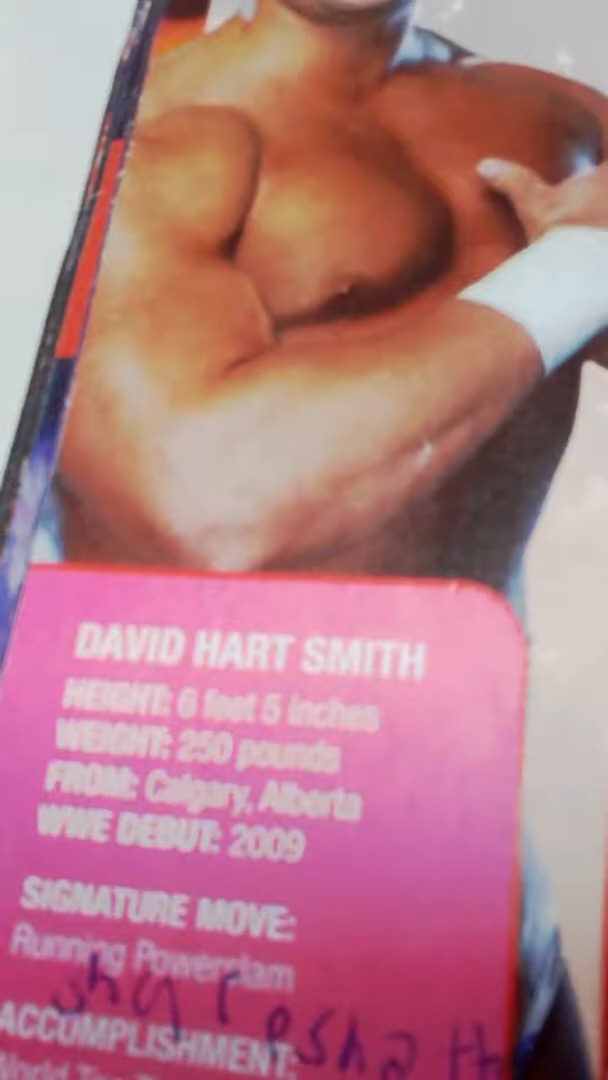 DAVID HART SMITH
HEIGHT: 6 feet 5 inches
WEIGHT: 250 pounds
FROM: Calgary, Alberta
WWE DEBUT: 2009
SIGNATURE MOVE:
Running Powerslam
ACCOMPLISHMENT:
World